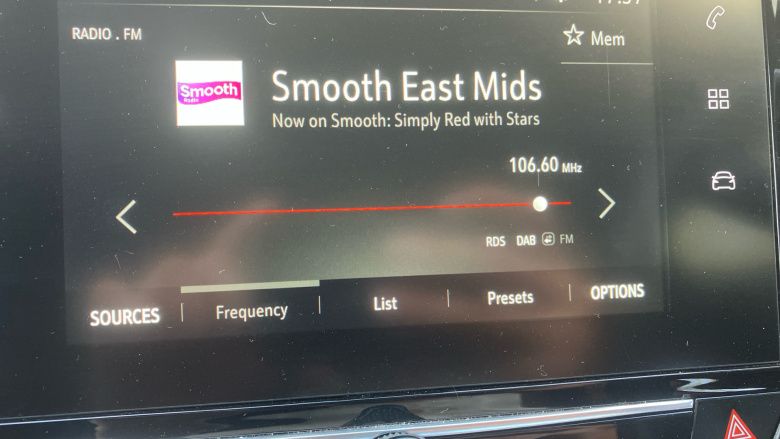 RADIO . FM
Mem
Smooth
Radio
Smooth East Mids
Now on Smooth: Simply Red with Stars
106.60 MHz
RDS DAB FM
SOURCES Frequency List Presets OPTIONS